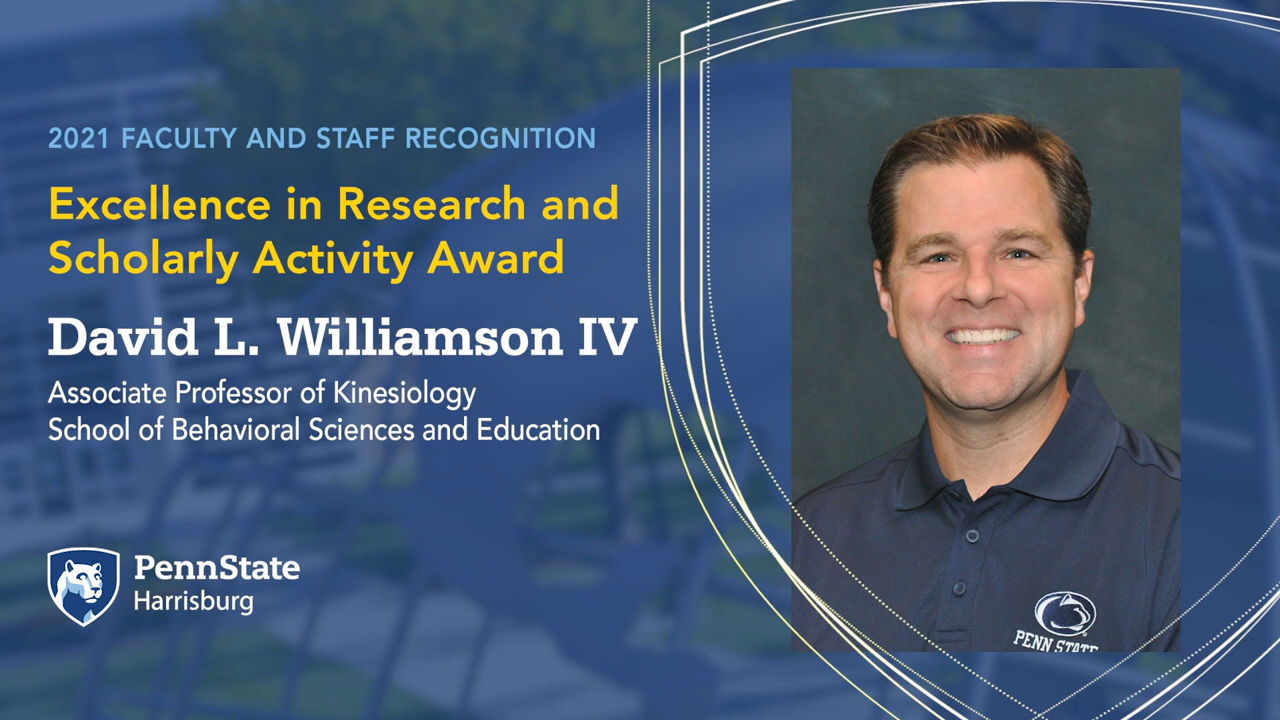 2021 FACULTY AND STAFF RECOGNITION
Excellence in Research and
Scholarly Activity Award
David L. Williamson IV
Associate Professor of Kinesiology
School of Behavioral Sciences and Education
PennState
Harrisburg
PENN STATE